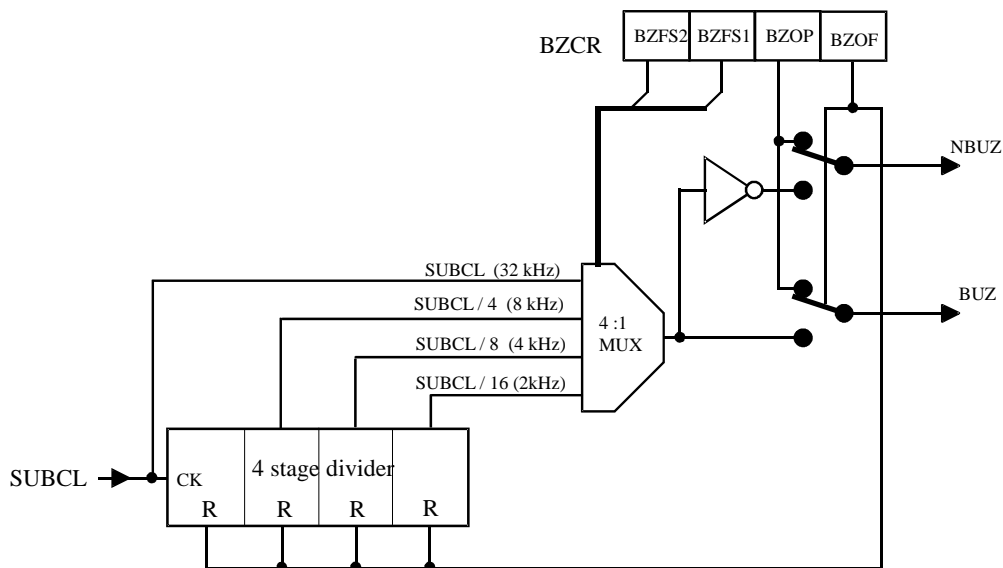 BZCR
BZFS2 BZFS1 BZOP BZOF
NBUZ
SUBCL (32 kHz)
SUBCL / 4 (8 kHz)
BUZ
4 :1
MUX
SUBCL / 8 (4 kHz)
SUBCL / 16 (2kHz)
SUBCL
CK
4 stage divider
R R R R